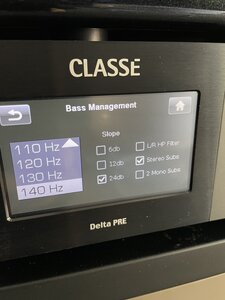 CLASSÉ
Bass Management
Slope
110 Hz
120 Hz
130 Hz
140 Hz
6db
12db
24db
L/R HP Filter
Stereo Subs
2 Mono Subs
Delta PRE